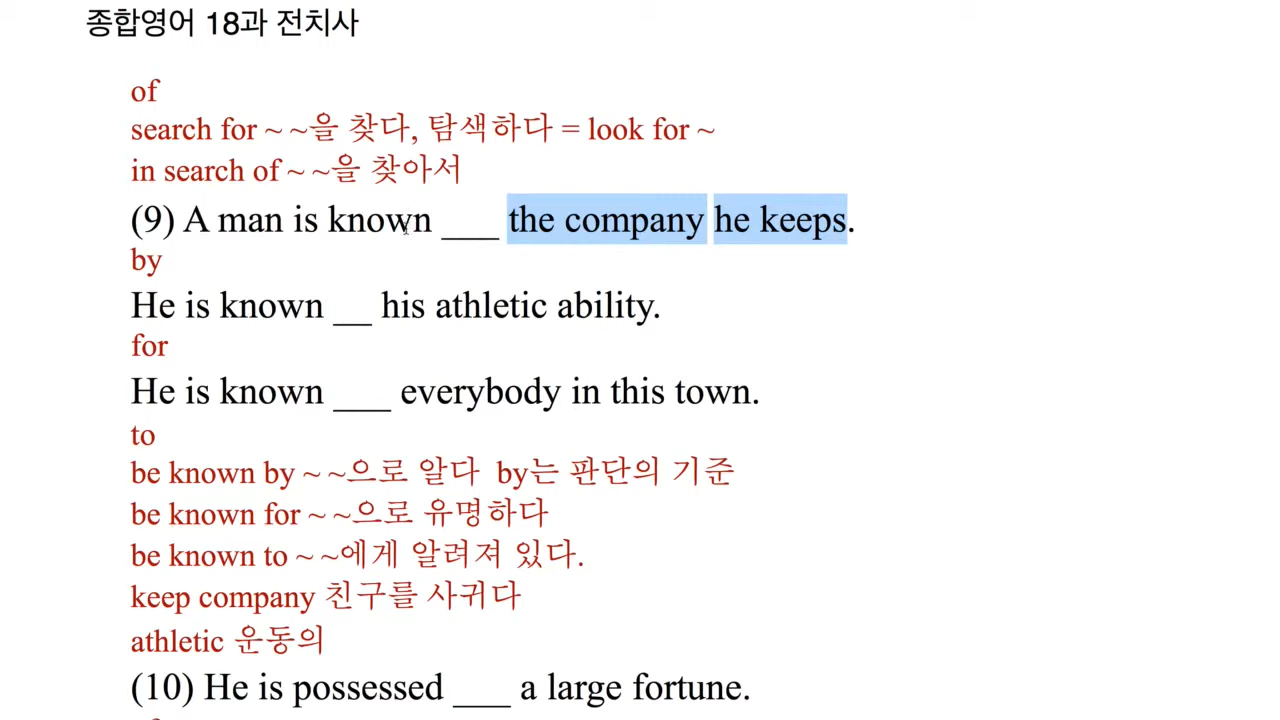 종합영어 18과 전치사
of
search for ~ ~을 찾다, 탐색하다 = look for ~
in search of ~ ~을 찾아서
(9) A man is known ___ the company he keeps.
by
He is known __ his athletic ability.
for
He is known ___ everybody in this town.
to
be known by ~ ~으로 알다 by는 판단의 기준
be known for ~ ~으로 유명하다
be known to ~ ~에게 알려져 있다.
keep company 친구를 사귀다
athletic 운동의
(10) He is possessed ___ a large fortune.